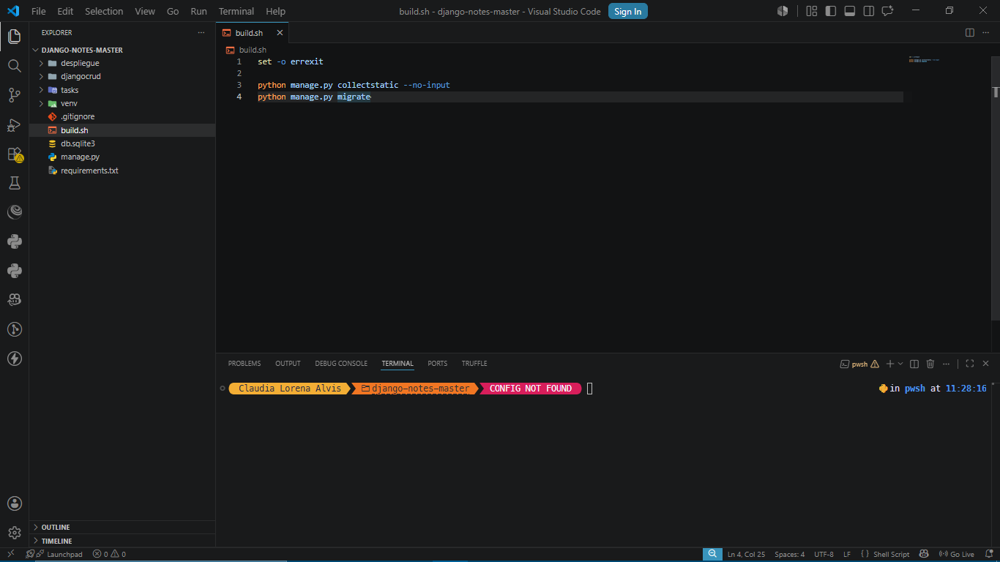 File Edit Selection View Go Run Terminal Help
build.sh - django-notes-master - Visual Studio Code
Sign In
EXPLORER
DJANGO-NOTES-MASTER
despliegue
djangocrud
tasks
venv
.gitignore
build.sh
db.sqlite3
manage.py
requirements.txt
OUTLINE
TIMELINE
build.sh
build.sh
1 set -o errexit
2
3 python manage.py collectstatic --no-input
4 python manage.py migrate
PROBLEMS OUTPUT DEBUG CONSOLE TERMINAL PORTS TRUFFLE
pwsh
Claudia Lorena Alvis django-notes-master CONFIG NOT FOUND
in pwsh at 11:28:16
Launchpad 0 0
Ln 4, Col 25 Spaces: 4 UTF-8 LF { } Shell Script Go Live